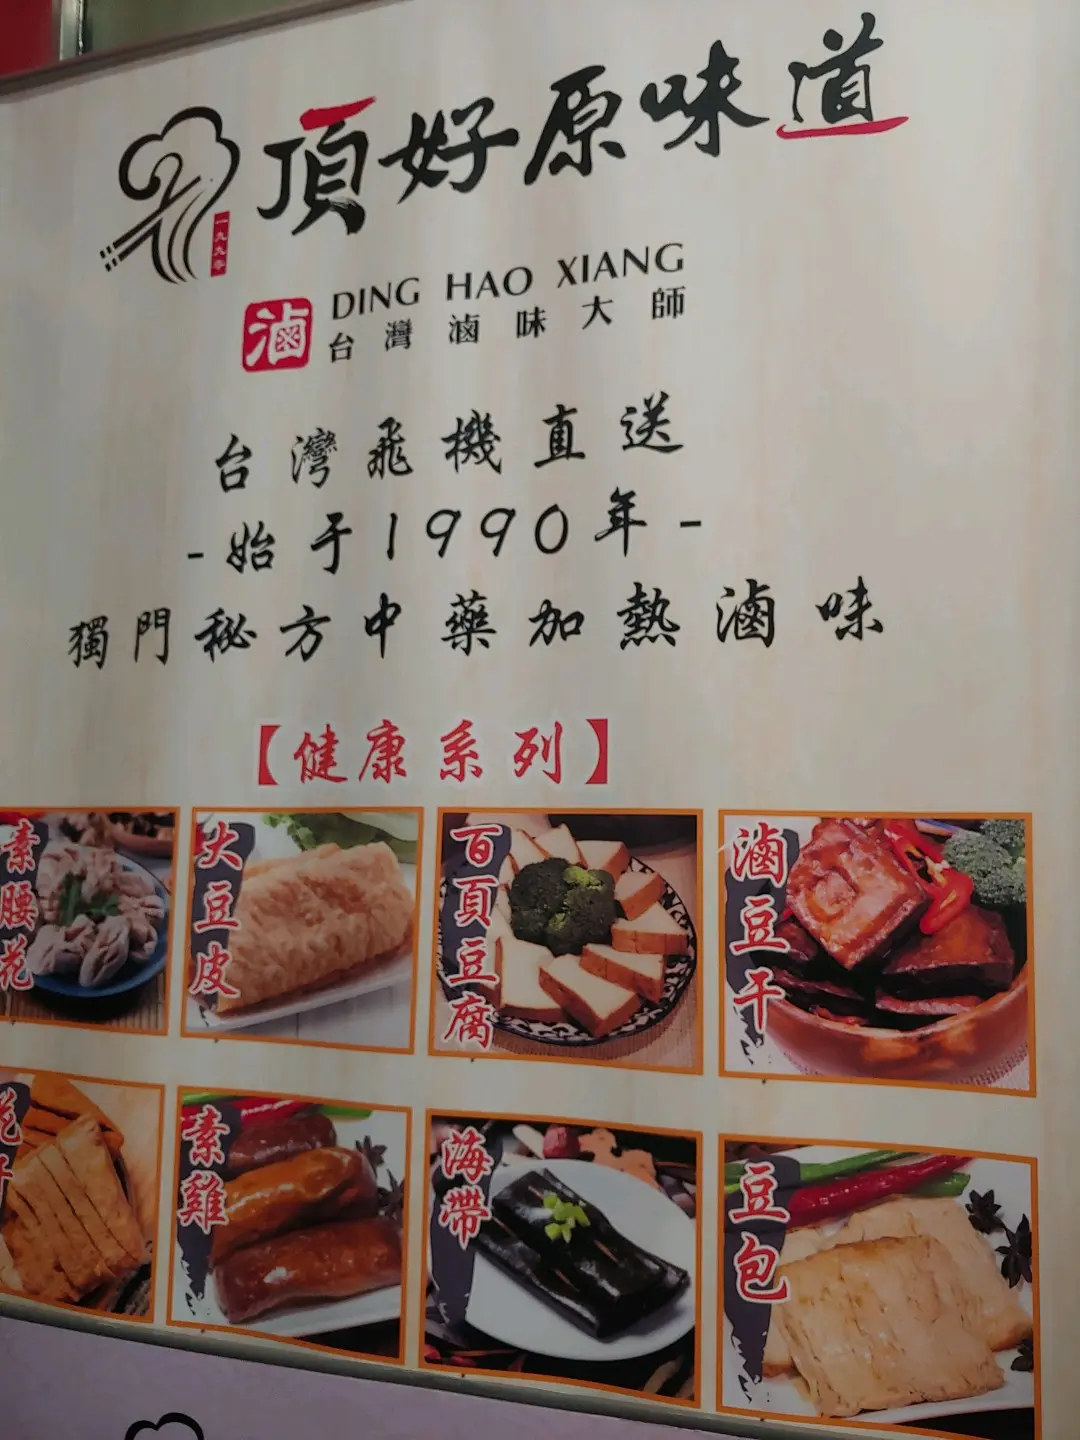 頂好原味道
一九九零
滷
DING HAO XIANG
台灣滷味大師
台灣飛機直送
-始于1990年-
獨門秘方中藥加熱滷味
【健康系列】
素腰花
大豆皮
百頁豆腐
滷豆干
素雞
海帶
豆包